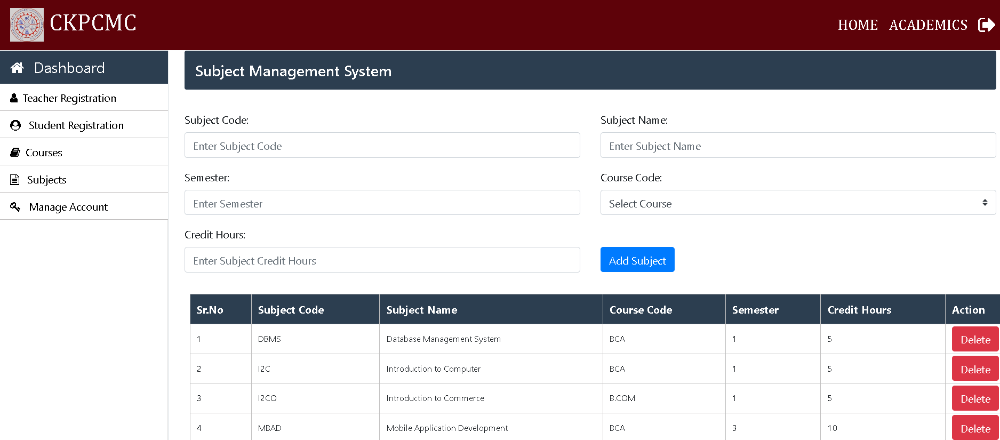 CKPCMC
HOME ACADEMICS
Dashboard
Teacher Registration
Student Registration
Courses
Subjects
Manage Account
Subject Management System
Subject Code: Subject Name:
Enter Subject Code Enter Subject Name
Semester: Course Code:
Enter Semester Select Course
Credit Hours:
Enter Subject Credit Hours Add Subject
Sr.No Subject Code Subject Name Course Code Semester Credit Hours Action
1 DBMS Database Management System BCA 1 5 Delete
2 I2C Introduction to Computer BCA 1 5 Delete
3 I2CO Introduction to Commerce B.COM 1 5 Delete
4 MBAD Mobile Application Development BCA 3 10 Delete